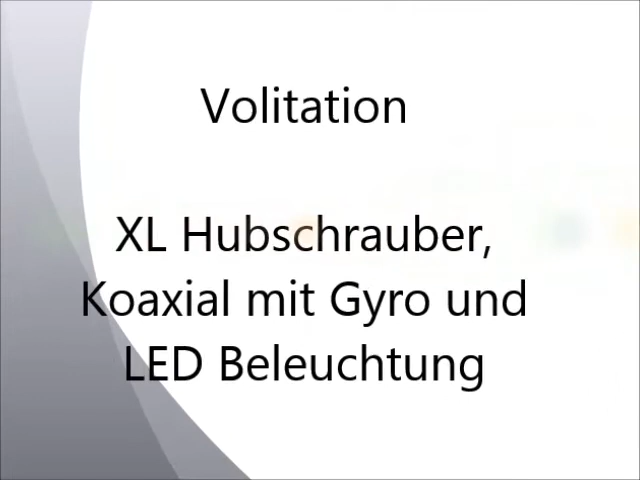 Volitation
XL Hubschrauber,
Koaxial mit Gyro und
LED Beleuchtung